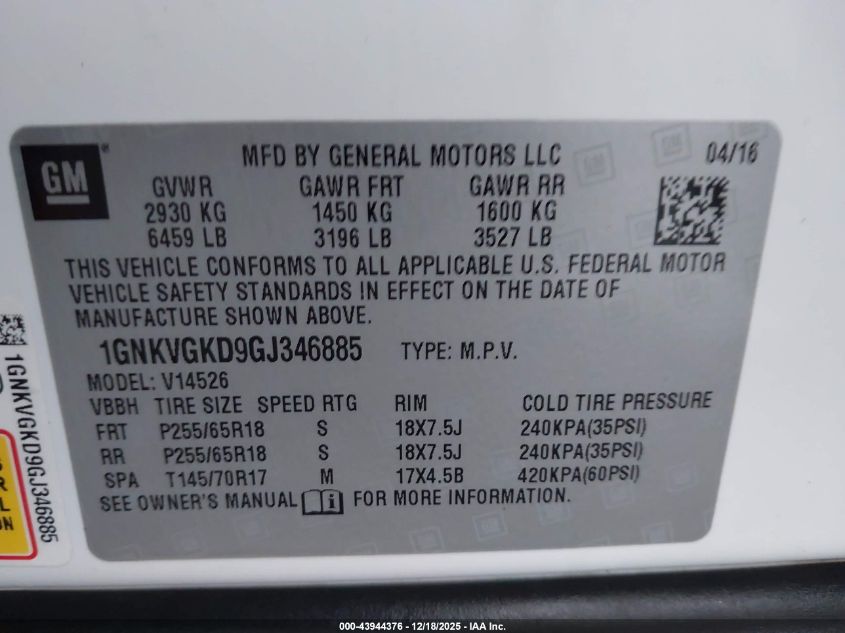 GM
MFD BY GENERAL MOTORS LLC 04/16
GVWR GAWR FRT GAWR RR
2930 KG 1450 KG 1600 KG
6459 LB 3196 LB 3527 LB
THIS VEHICLE CONFORMS TO ALL APPLICABLE U.S. FEDERAL MOTOR
VEHICLE SAFETY STANDARDS IN EFFECT ON THE DATE OF
MANUFACTURE SHOWN ABOVE.
1GNKVGKD9GJ346885 TYPE: M.P.V.
MODEL: V14526
VBBH TIRE SIZE SPEED RTG RIM COLD TIRE PRESSURE
FRT P255/65R18 S 18X7.5J 240KPA(35PSI)
RR P255/65R18 S 18X7.5J 240KPA(35PSI)
SPA T145/70R17 M 17X4.5B 420KPA(60PSI)
SEE OWNER'S MANUAL i FOR MORE INFORMATION.
1GNKVGKD9GJ346885
000-43944376 - 12/18/2025 - IAA Inc.